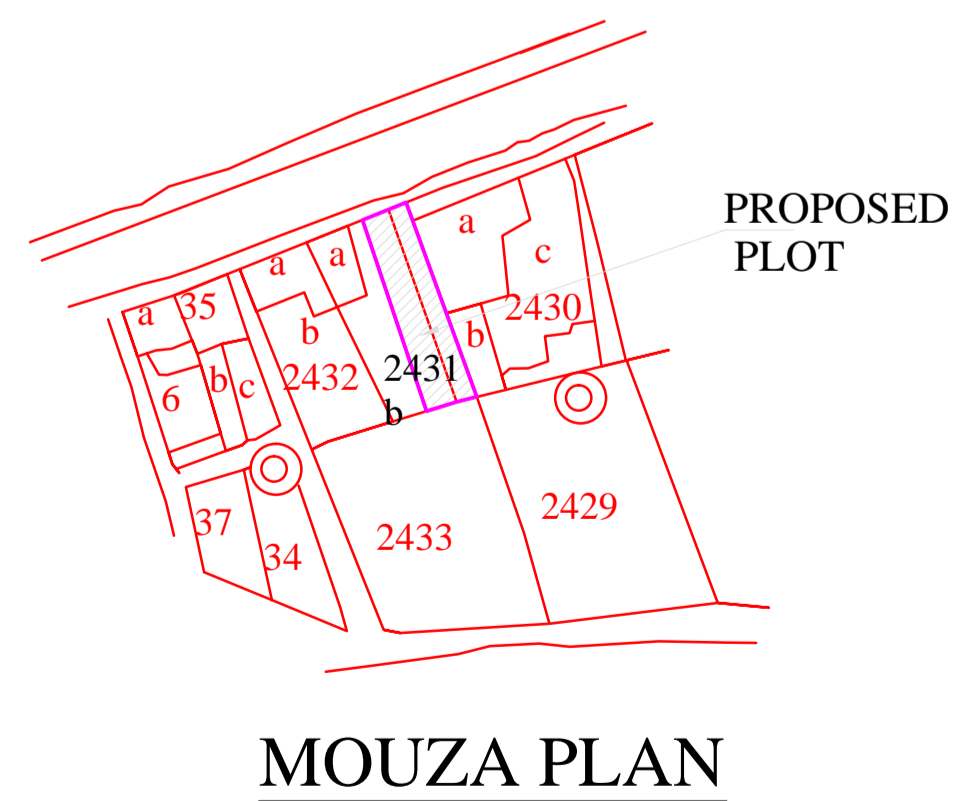 PROPOSED
PLOT
a
c
a
a
35
a
2430
b
b
2431
2432
b
c
6
b
2429
37
2433
34
MOUZA PLAN